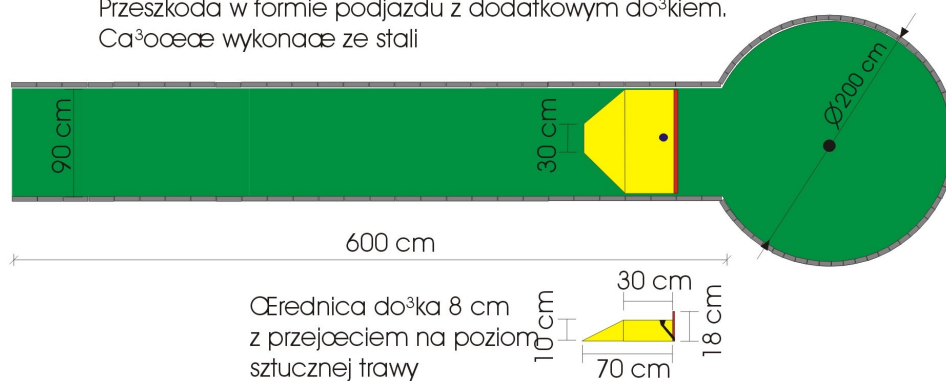 Przeszkoda w formie podjazdu z dodatkowym do³kiem.
Ca³oœæ wykonaæ ze stali
90 cm
30 cm
Ø200 cm
600 cm
Œrednica do³ka 8 cm
z przejœciem na poziom
sztucznej trawy
30 cm
10 cm
18 cm
70 cm